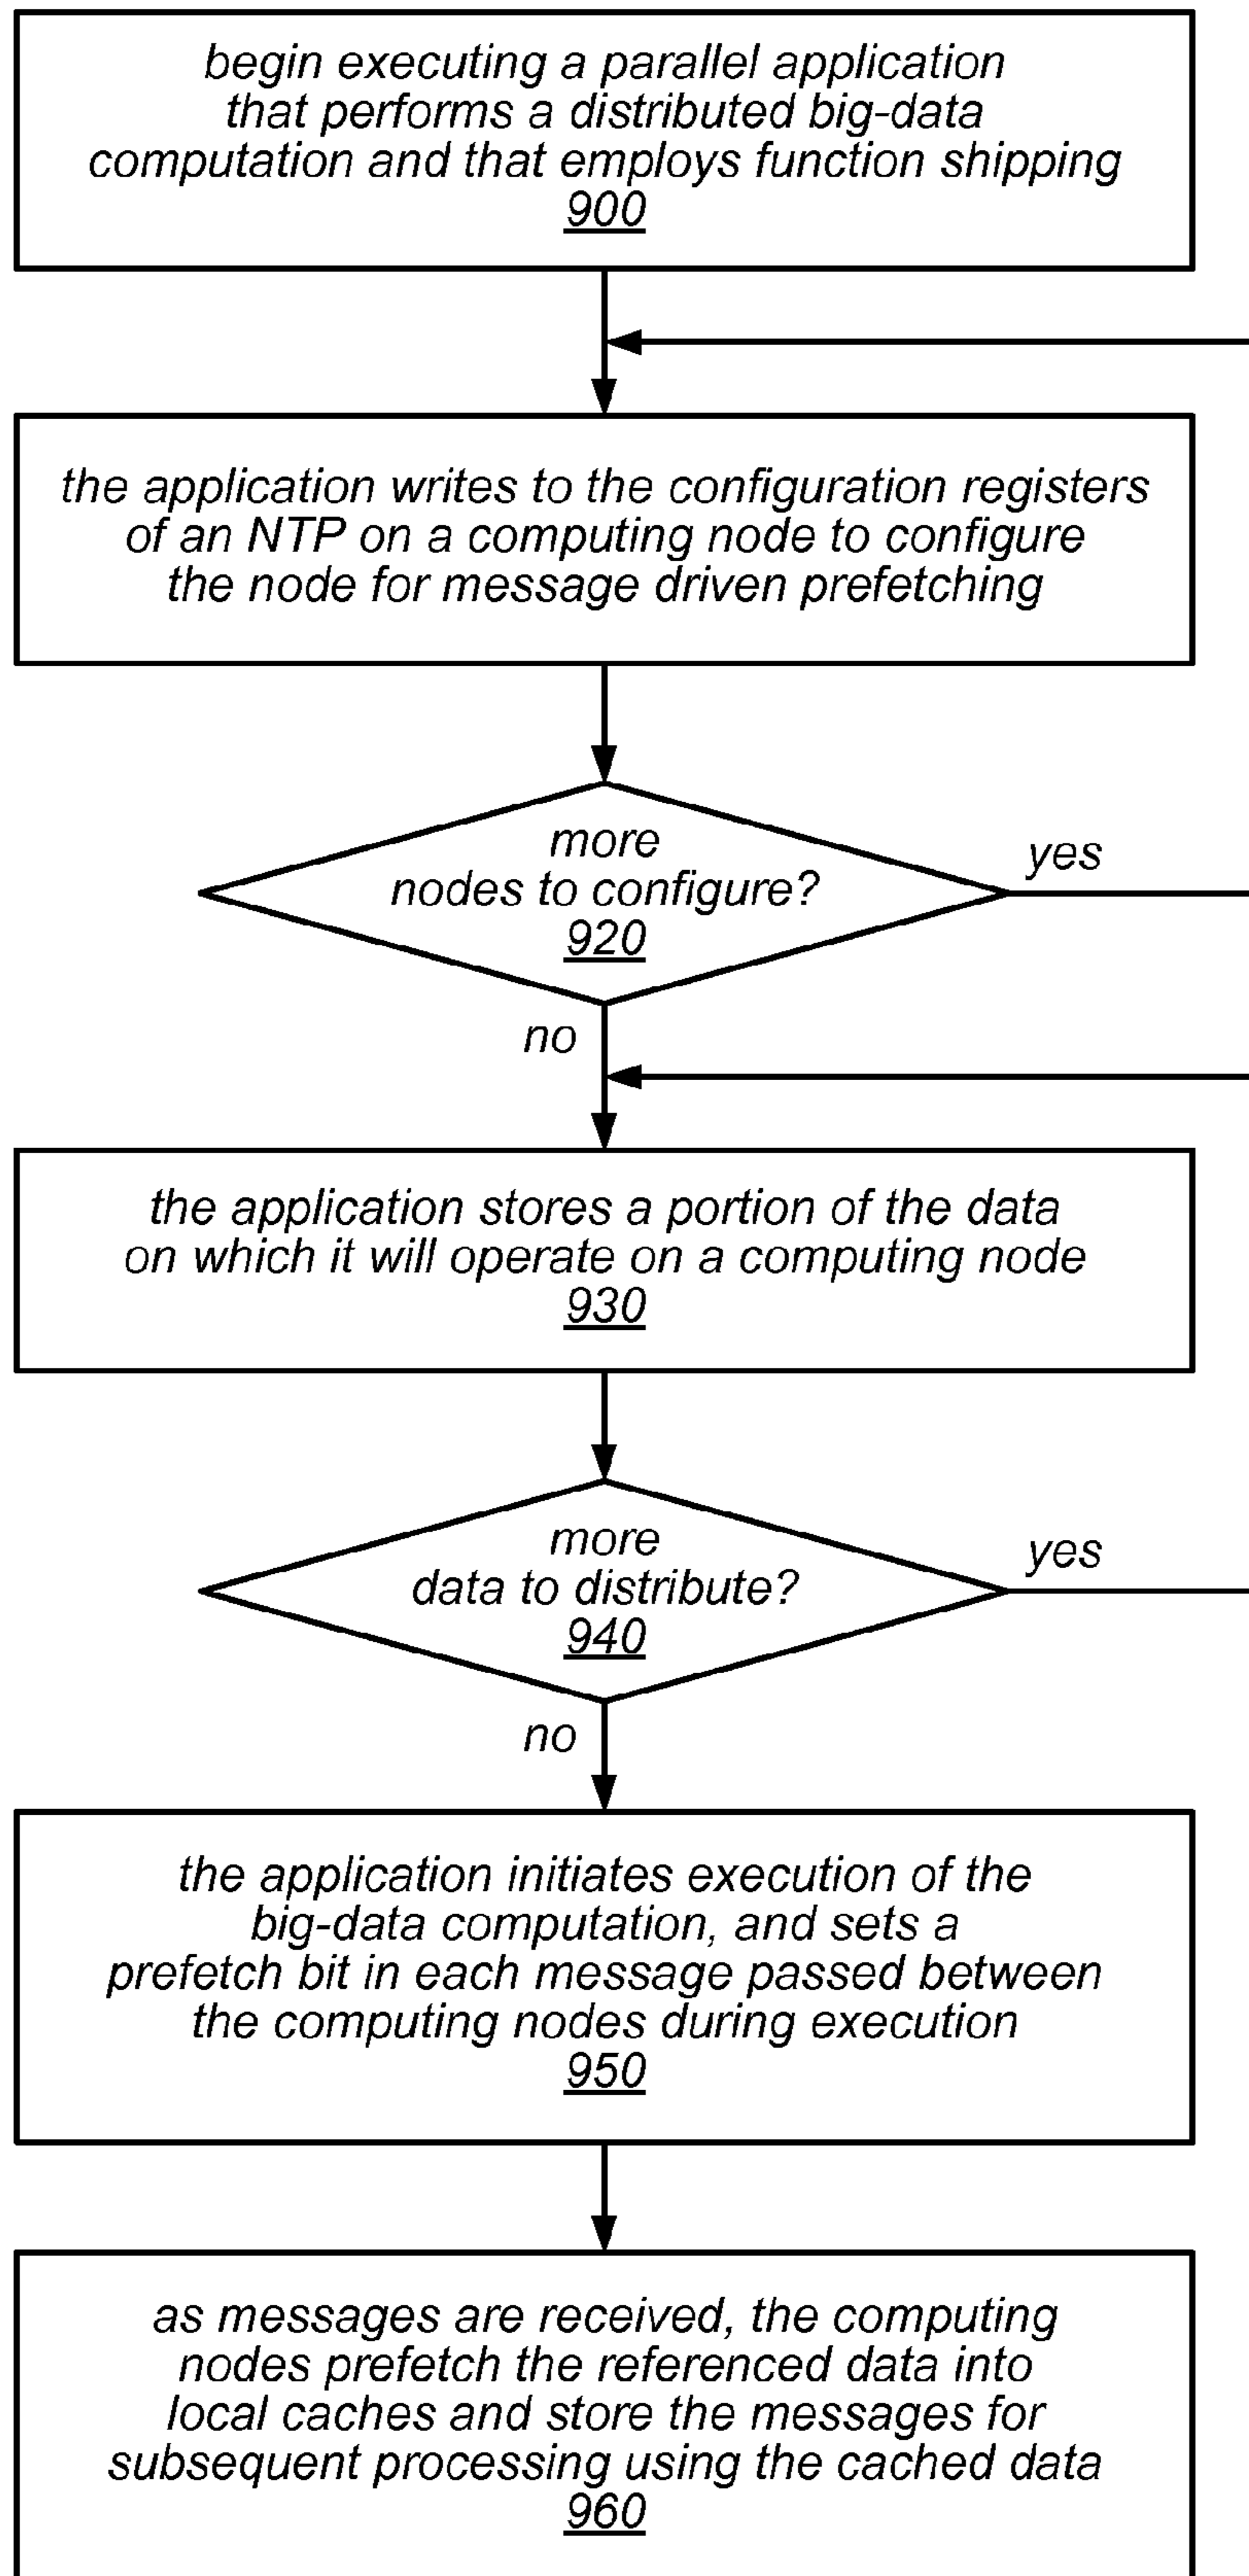 begin executing a parallel application
that performs a distributed big-data
computation and that employs function shipping
900
the application writes to the configuration registers
of an NTP on a computing node to configure
the node for message driven prefetching
more
nodes to configure?
920
yes
no
the application stores a portion of the data
on which it will operate on a computing node
930
more
data to distribute?
940
yes
no
the application initiates execution of the
big-data computation, and sets a
prefetch bit in each message passed between
the computing nodes during execution
950
as messages are received, the computing
nodes prefetch the referenced data into
local caches and store the messages for
subsequent processing using the cached data
960